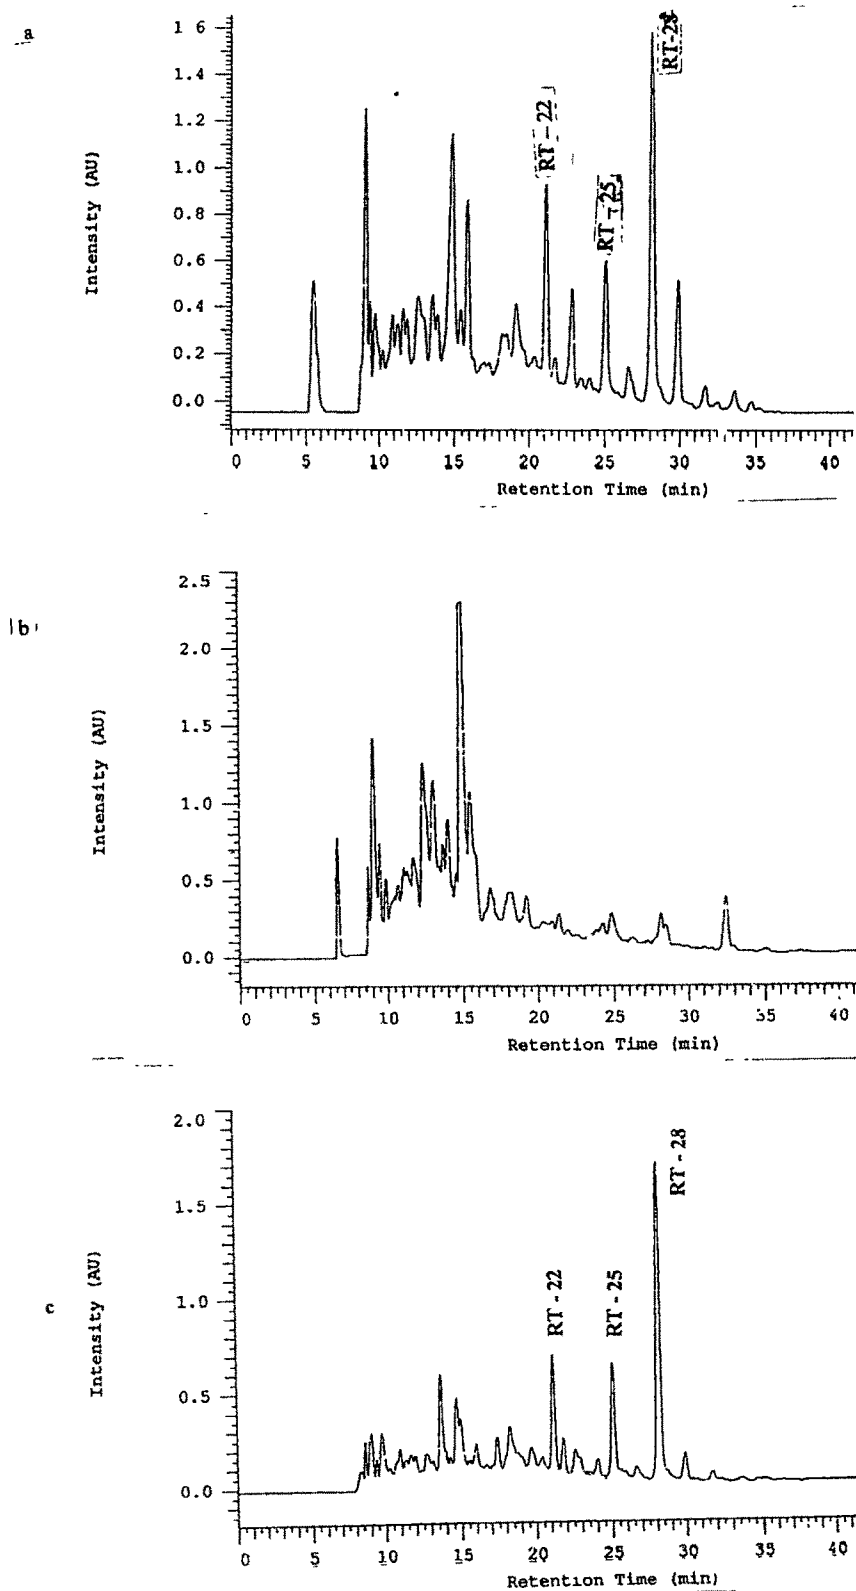 a
Intensity (AU)
1 6
1.4
1.2
1.0
0.8
0.6
0.4
0.2
0.0
RT - 22
RT - 25
RT-28
0 5 10 15 20 25 30 35 40
Retention Time (min)
b
Intensity (AU)
2.5
2.0
1.5
1.0
0.5
0.0
0 5 10 15 20 25 30 35 40
Retention Time (min)
c
Intensity (AU)
2.0
1.5
1.0
0.5
0.0
RT - 22
RT - 25
RT - 28
0 5 10 15 20 25 30 35 40
Retention Time (min)